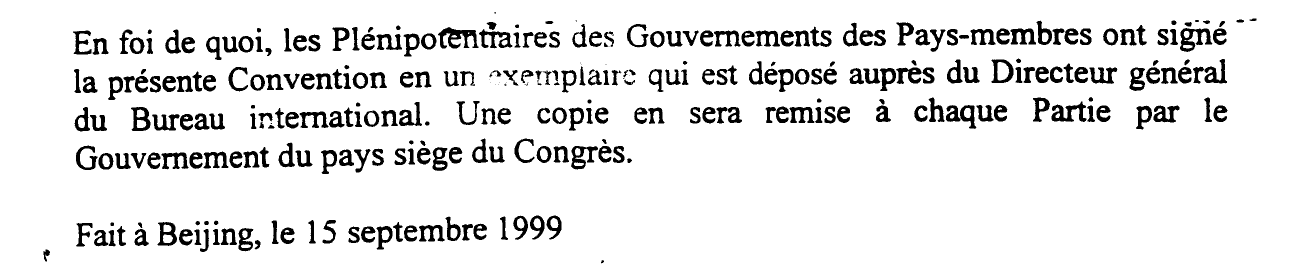 En foi de quoi, les Plénipotentiaires des Gouvernements des Pays-membres ont signé
la présente Convention en un exemplaire qui est déposé auprès du Directeur général
du Bureau international. Une copie en sera remise à chaque Partie par le
Gouvernement du pays siège du Congrès.
Fait à Beijing, le 15 septembre 1999